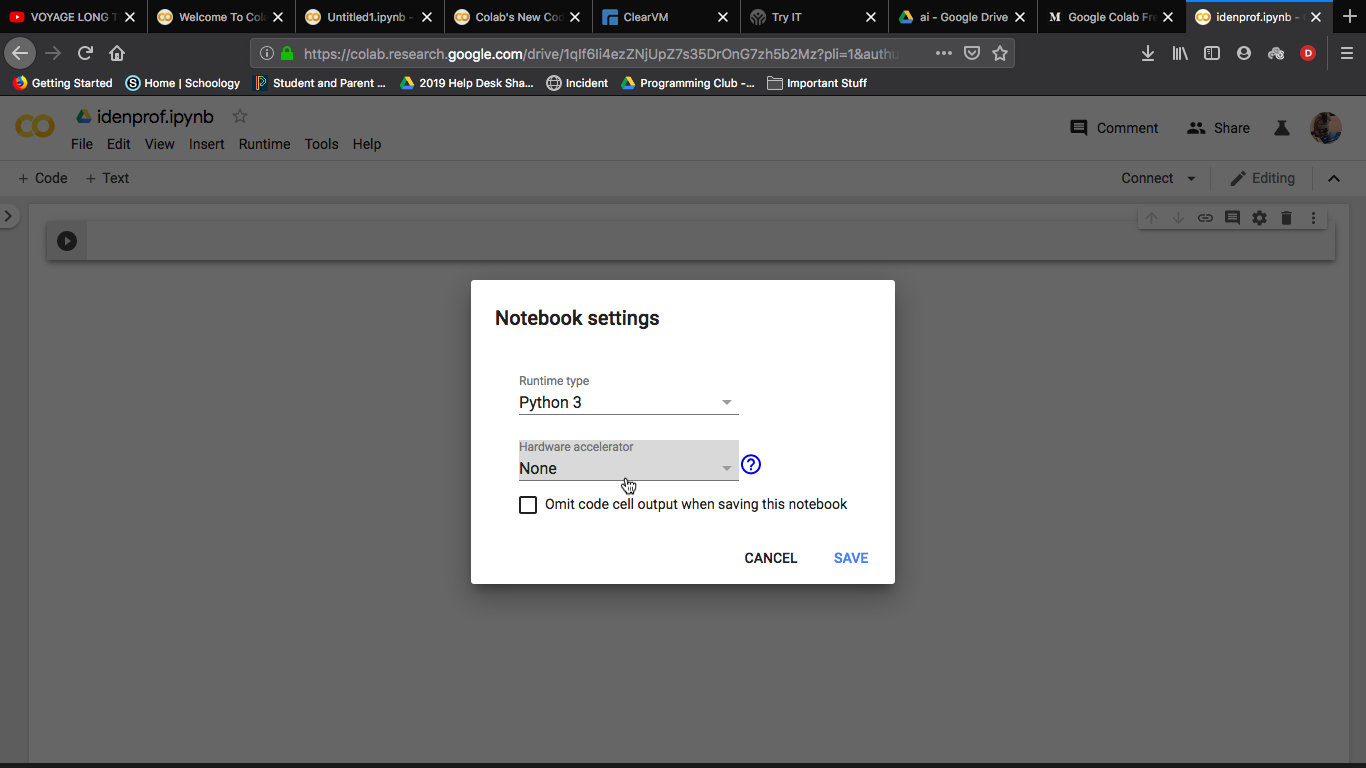 VOYAGE LONG T
Welcome To Col
Untitled1.ipynb -
Colab's New Co
ClearVM
Try IT
ai - Google Drive
M Google Colab Fre
idenprof.ipynb -
https://colab.research.google.com/drive/1qIf6li4ezZNjUpZ7s35DrOnG7zh5b2Mz?pli=1&authu
D
Getting Started
S Home | Schoology
Student and Parent ...
2019 Help Desk Sha...
Incident
Programming Club -...
Important Stuff
idenprof.ipynb
Comment
Share
File Edit View Insert Runtime Tools Help
+ Code + Text
Connect
Editing
Notebook settings
Runtime type
Python 3
Hardware accelerator
None
?
Omit code cell output when saving this notebook
CANCEL SAVE